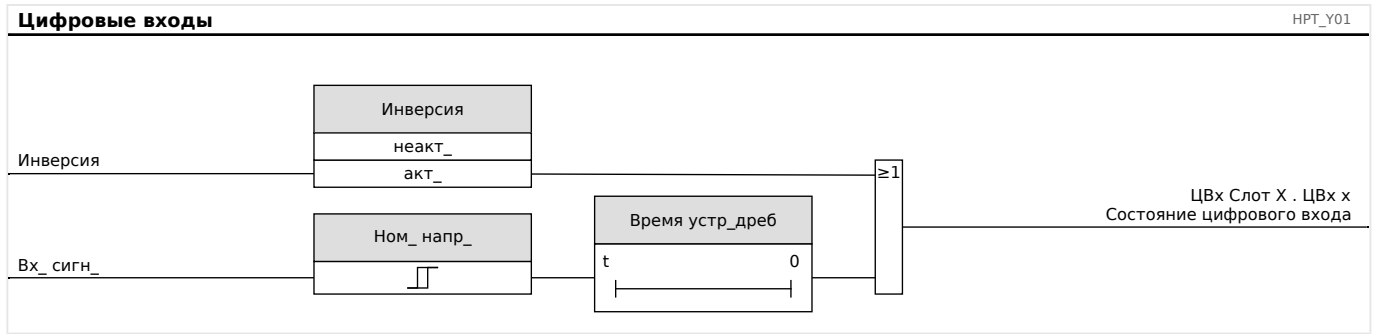 Цифровые входы
HPT_Y01
Инверсия
неакт_
Инверсия
акт_
≥1
ЦВх Слот X . ЦВх x
Состояние цифрового входа
Время устр_дреб
Ном_ напр_
t 0
Вх_ сигн_